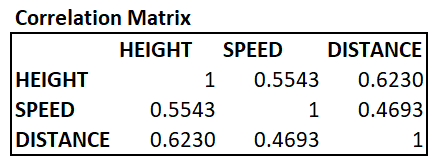 Correlation Matrix
HEIGHT SPEED DISTANCE
HEIGHT 1 0.5543 0.6230
SPEED 0.5543 1 0.4693
DISTANCE 0.6230 0.4693 1